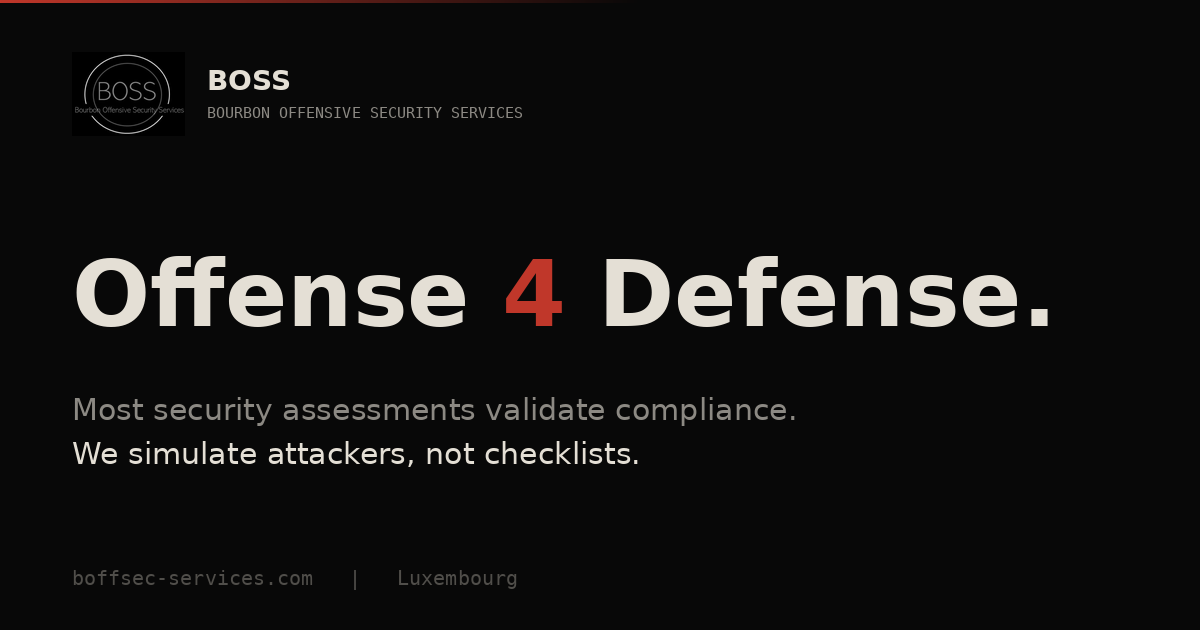 BOSS
Bourbon Offensive Security Services
BOSS
BOURBON OFFENSIVE SECURITY SERVICES
Offense 4 Defense.
Most security assessments validate compliance.
We simulate attackers, not checklists.
boffsec-services.com | Luxembourg